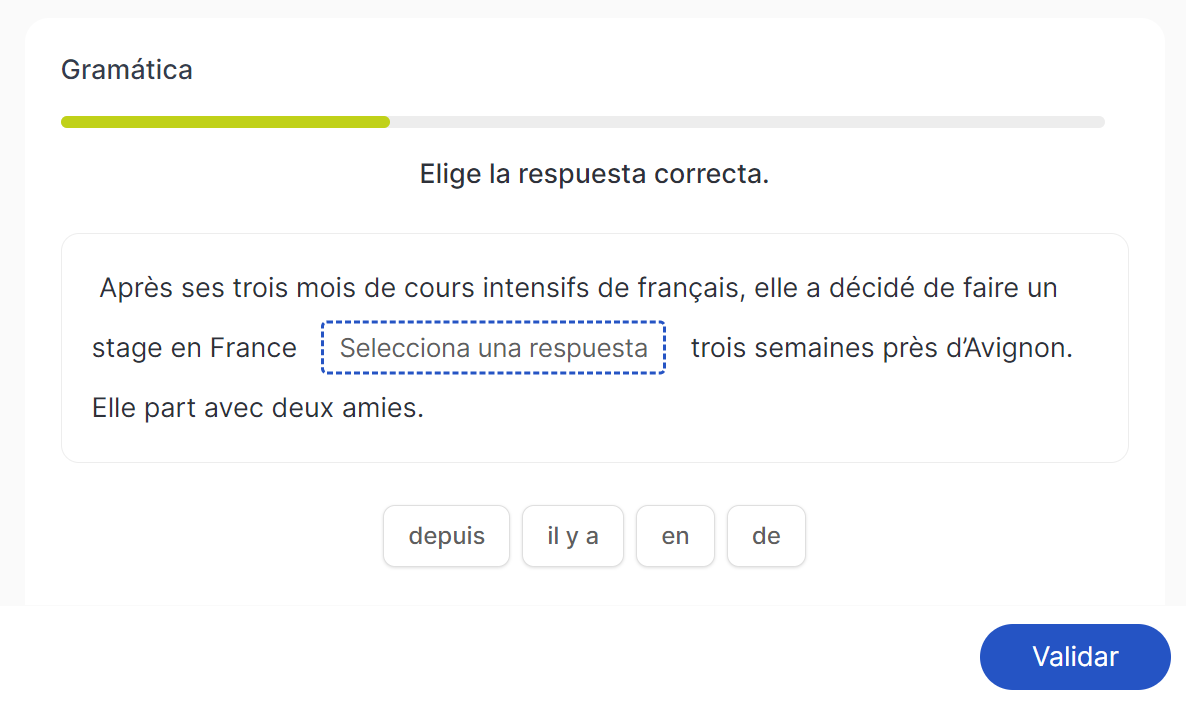 Gramática
Elige la respuesta correcta.
Après ses trois mois de cours intensifs de français, elle a décidé de faire un
stage en France Selecciona una respuesta trois semaines près d’Avignon.
Elle part avec deux amies.
depuis il y a en de
Validar